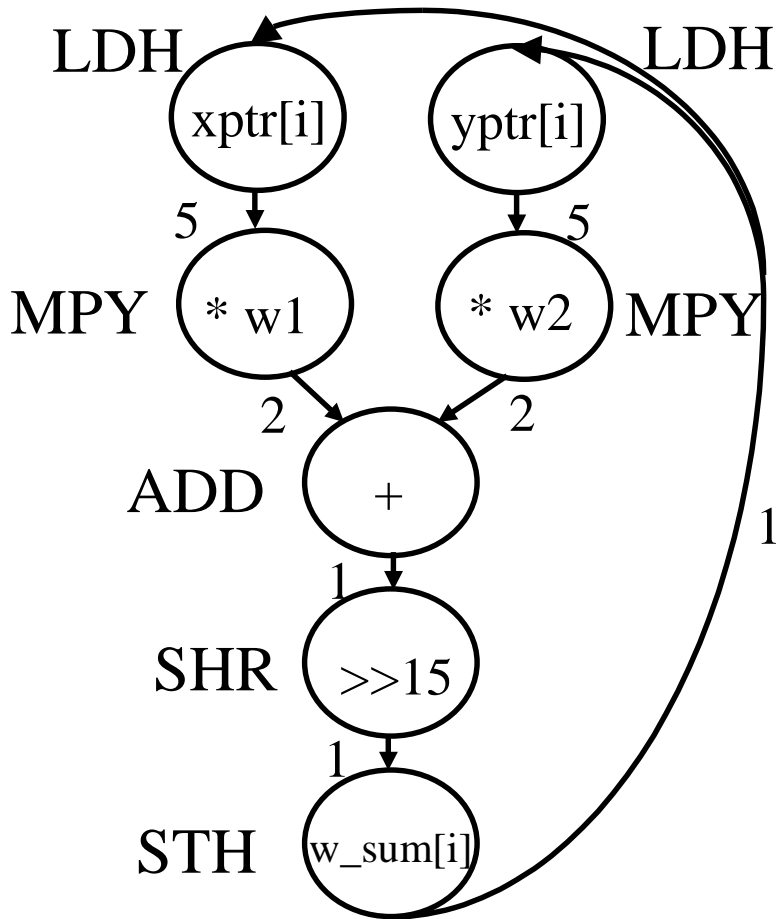 LDH
LDH
xptr[i]
yptr[i]
5
5
MPY
* w1
* w2
MPY
2
2
ADD
+
1
1
SHR
>>15
1
STH
w_sum[i]